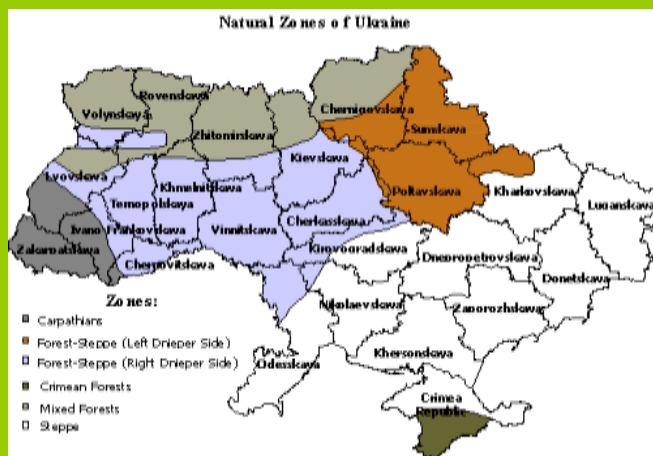 Natural Zones of Ukraine
Volynskaya
Rovenskaya
Zhitomirskaya
Chernigovskaya
Sumskaya
Kievskaya
Lvovskaya
Khmelnitskaya
Ternopolskaya
Poltavskaya
Kharkovskaya
Luganskaya
Ivano Frankovskaya
Vinnitskaya
Cherkasskaya
Zakarpatskaya
Chernovitskaya
Kirovogradskaya
Dnepropetrovskaya
Donetskaya
Nikolaevskaya
Zaporozhskaya
Odesskaya
Khersonskaya
Crimea
Republic
Zones:
Carpathians
Forest-Steppe (Left Dnieper Side)
Forest-Steppe (Right Dnieper Side)
Crimean Forests
Mixed Forests
Steppe